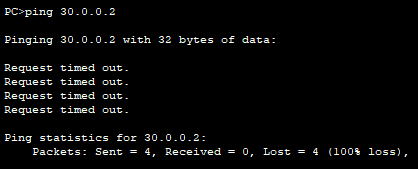 PC>ping 30.0.0.2
Pinging 30.0.0.2 with 32 bytes of data:
Request timed out.
Request timed out.
Request timed out.
Request timed out.
Ping statistics for 30.0.0.2:
Packets: Sent = 4, Received = 0, Lost = 4 (100% loss),